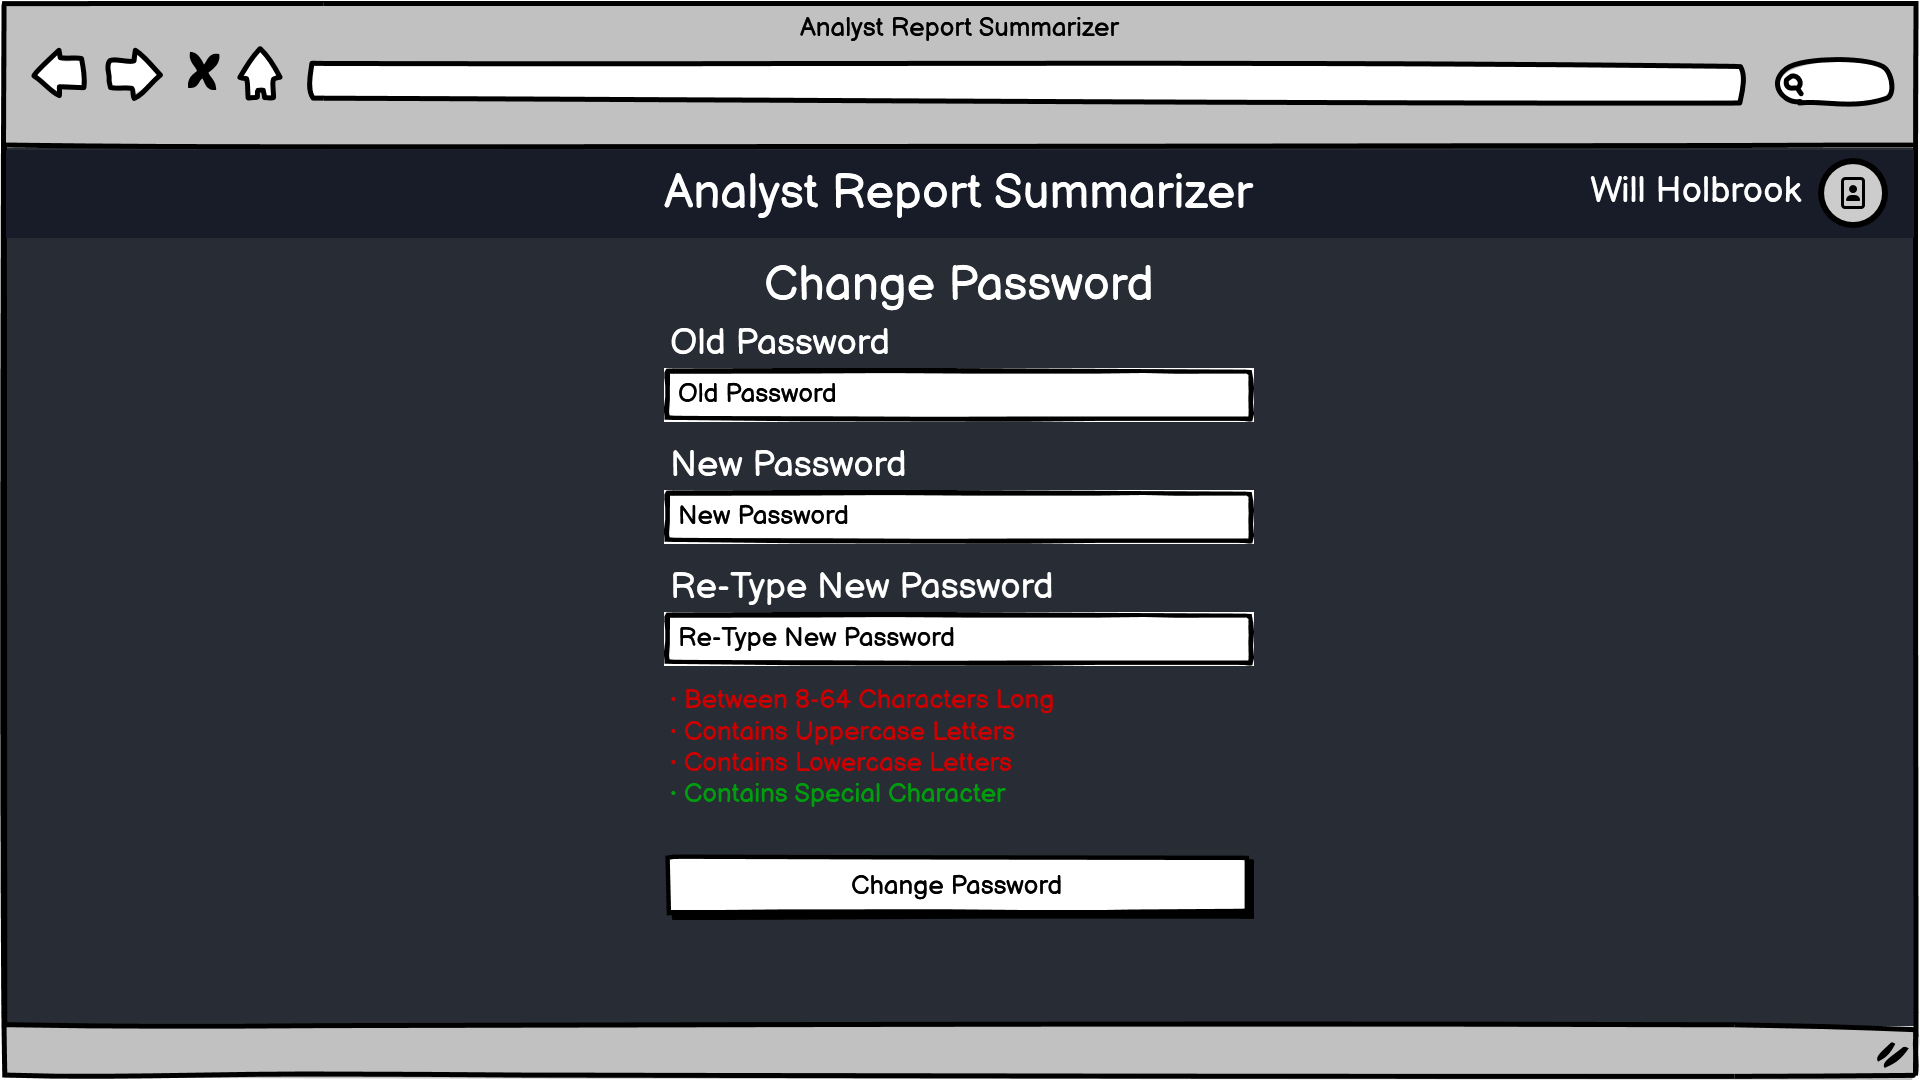 Analyst Report Summarizer
Analyst Report Summarizer
Will Holbrook
Change Password
Old Password
Old Password
New Password
New Password
Re-Type New Password
Re-Type New Password
· Between 8-64 Characters Long
· Contains Uppercase Letters
· Contains Lowercase Letters
· Contains Special Character
Change Password